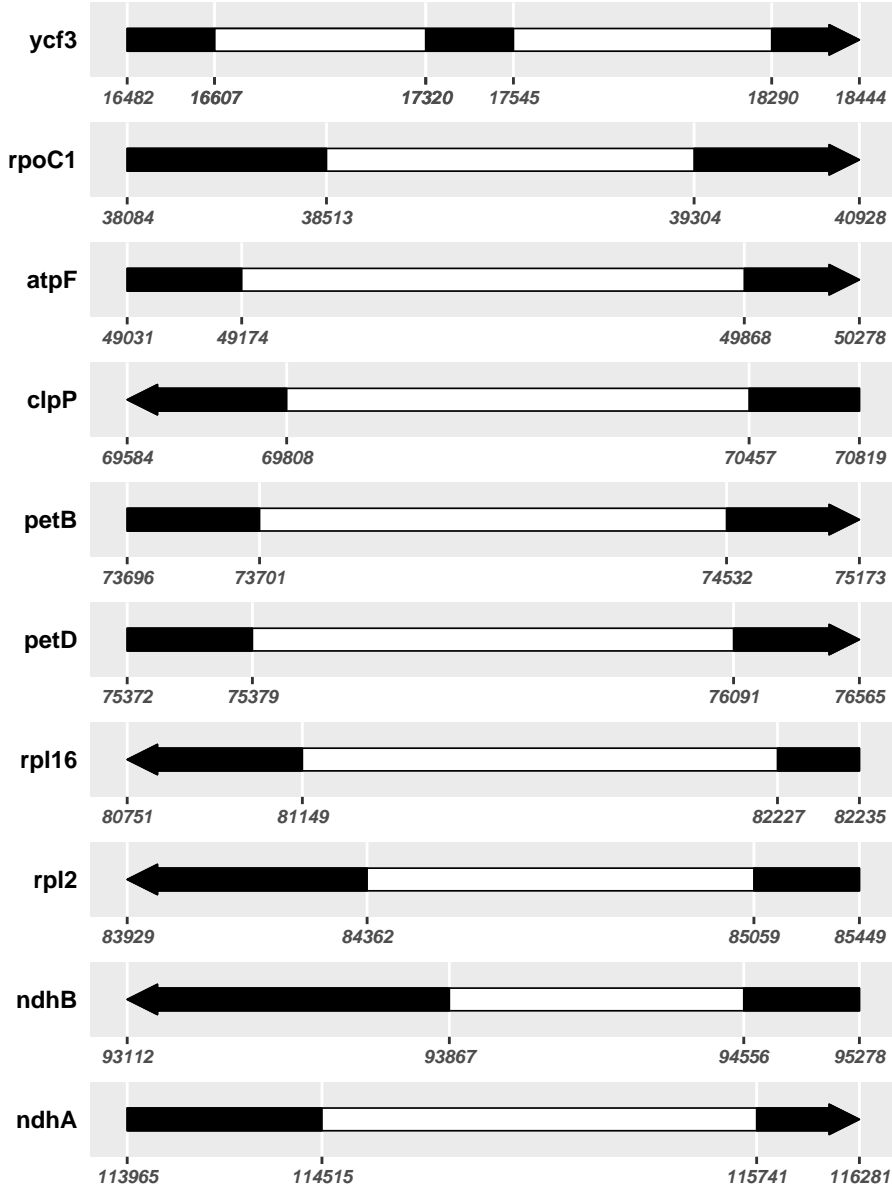 ycf3
16482 16607 17320 17545 18290 18444
rpoC1
38084 38513 39304 40928
atpF
49031 49174 49868 50278
clpP
69584 69808 70457 70819
petB
73696 73701 74532 75173
petD
75372 75379 76091 76565
rpl16
80751 81149 82227 82235
rpl2
83929 84362 85059 85449
ndhB
93112 93867 94556 95278
ndhA
113965 114515 115741 116281